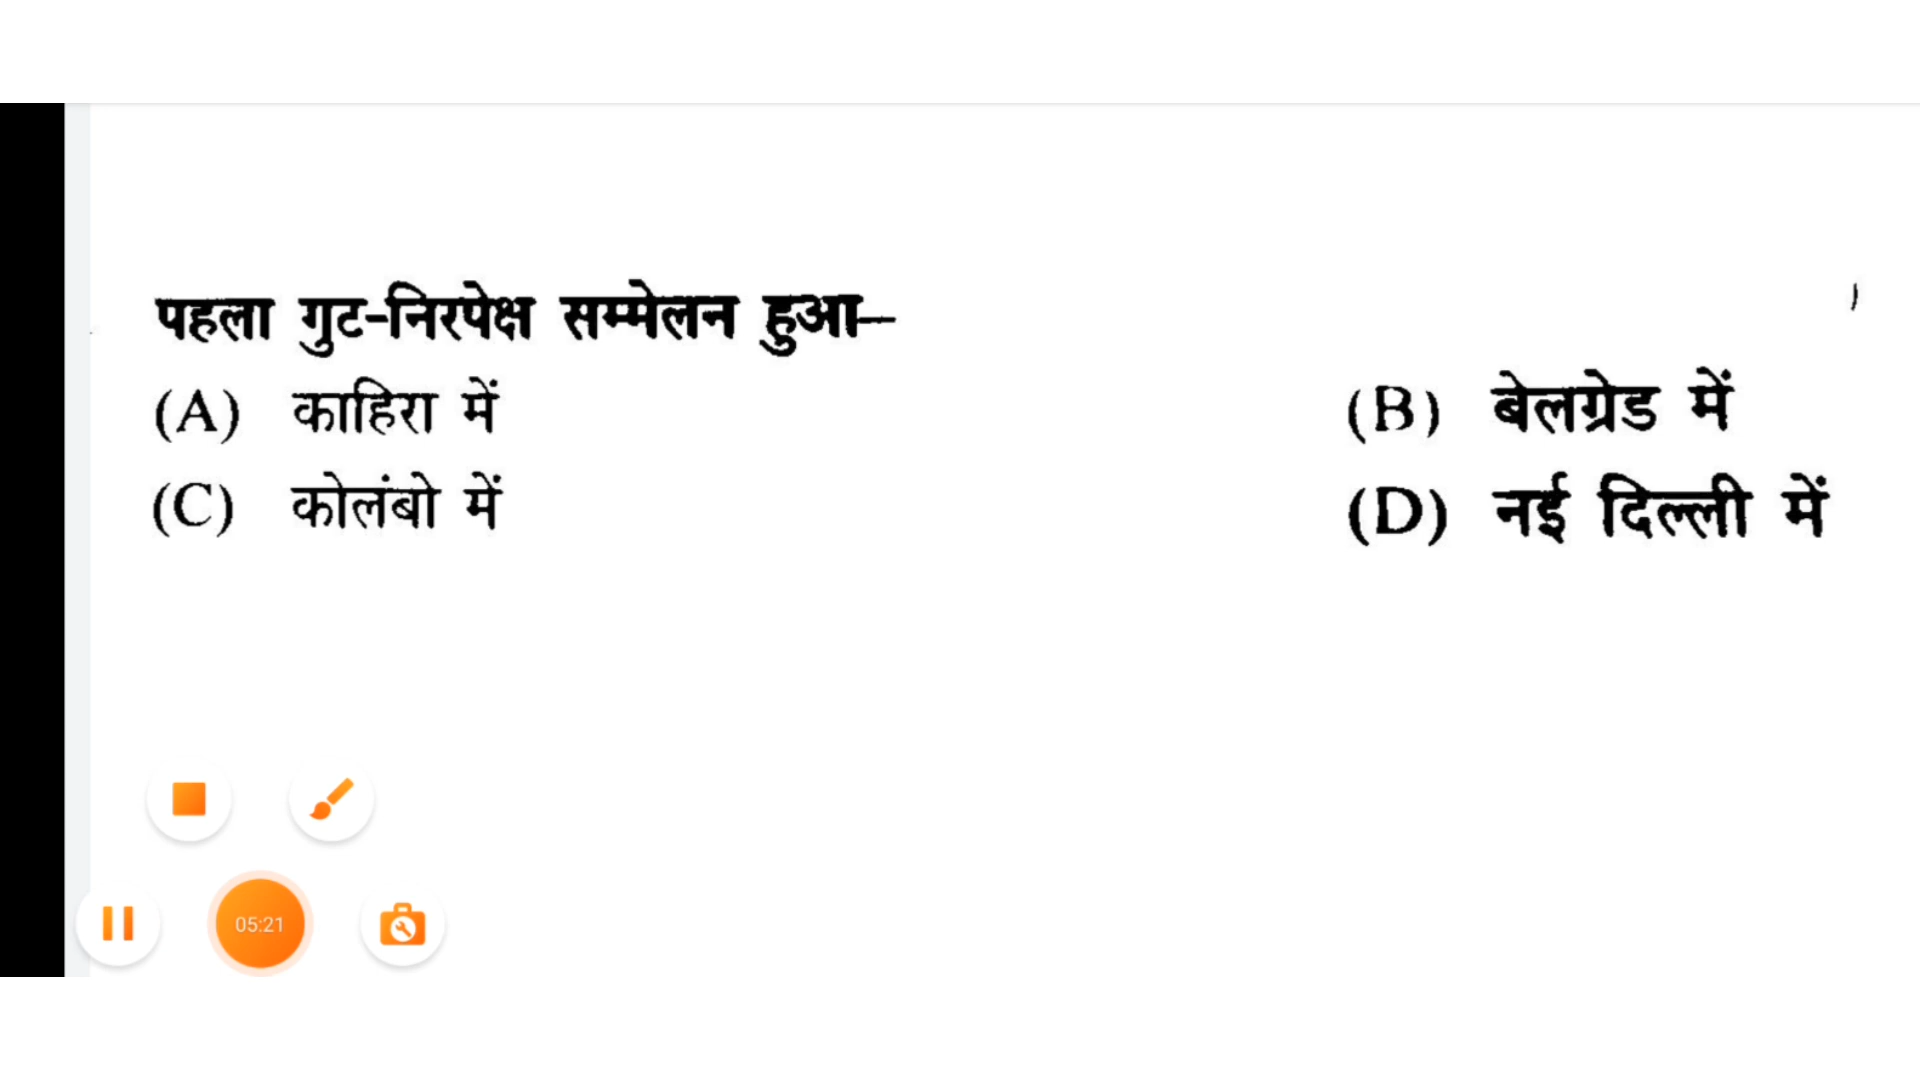 पहला गुट-निरपेक्ष सम्मेलन हुआ—
(A) काहिरा में (B) बेलग्रेड में
(C) कोलंबो में (D) नई दिल्ली में
05:21